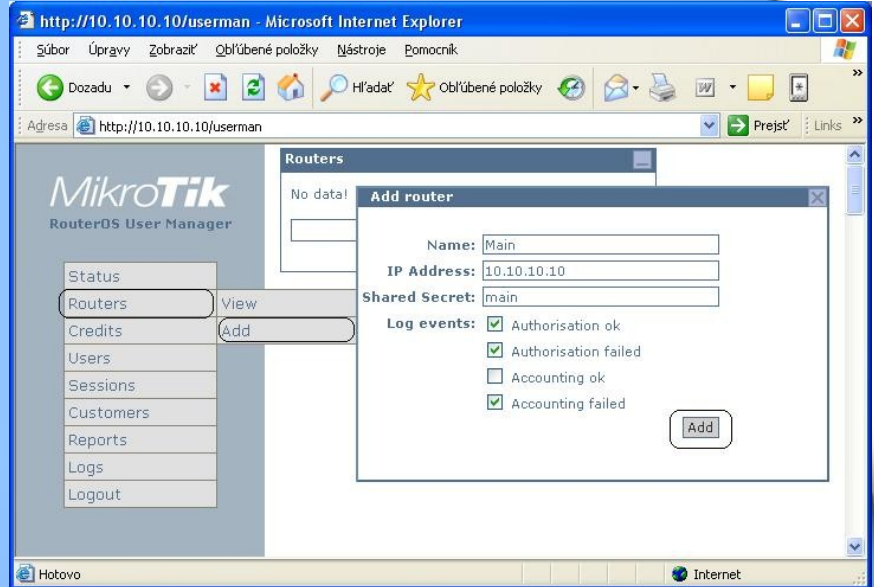 http://10.10.10.10/userman - Microsoft Internet Explorer
Súbor Úpravy Zobraziť Obľúbené položky Nástroje Pomocník
Dozadu Hľadať Obľúbené položky
Adresa http://10.10.10.10/userman Prejsť Links
MikroTik
RouterOS User Manager
Status
Routers
Credits
Users
Sessions
Customers
Reports
Logs
Logout
View
Add
Routers
No data!
Add router
Name: Main
IP Address: 10.10.10.10
Shared Secret: main
Log events: Authorisation ok
Authorisation failed
Accounting ok
Accounting failed
Add
Hotovo Internet